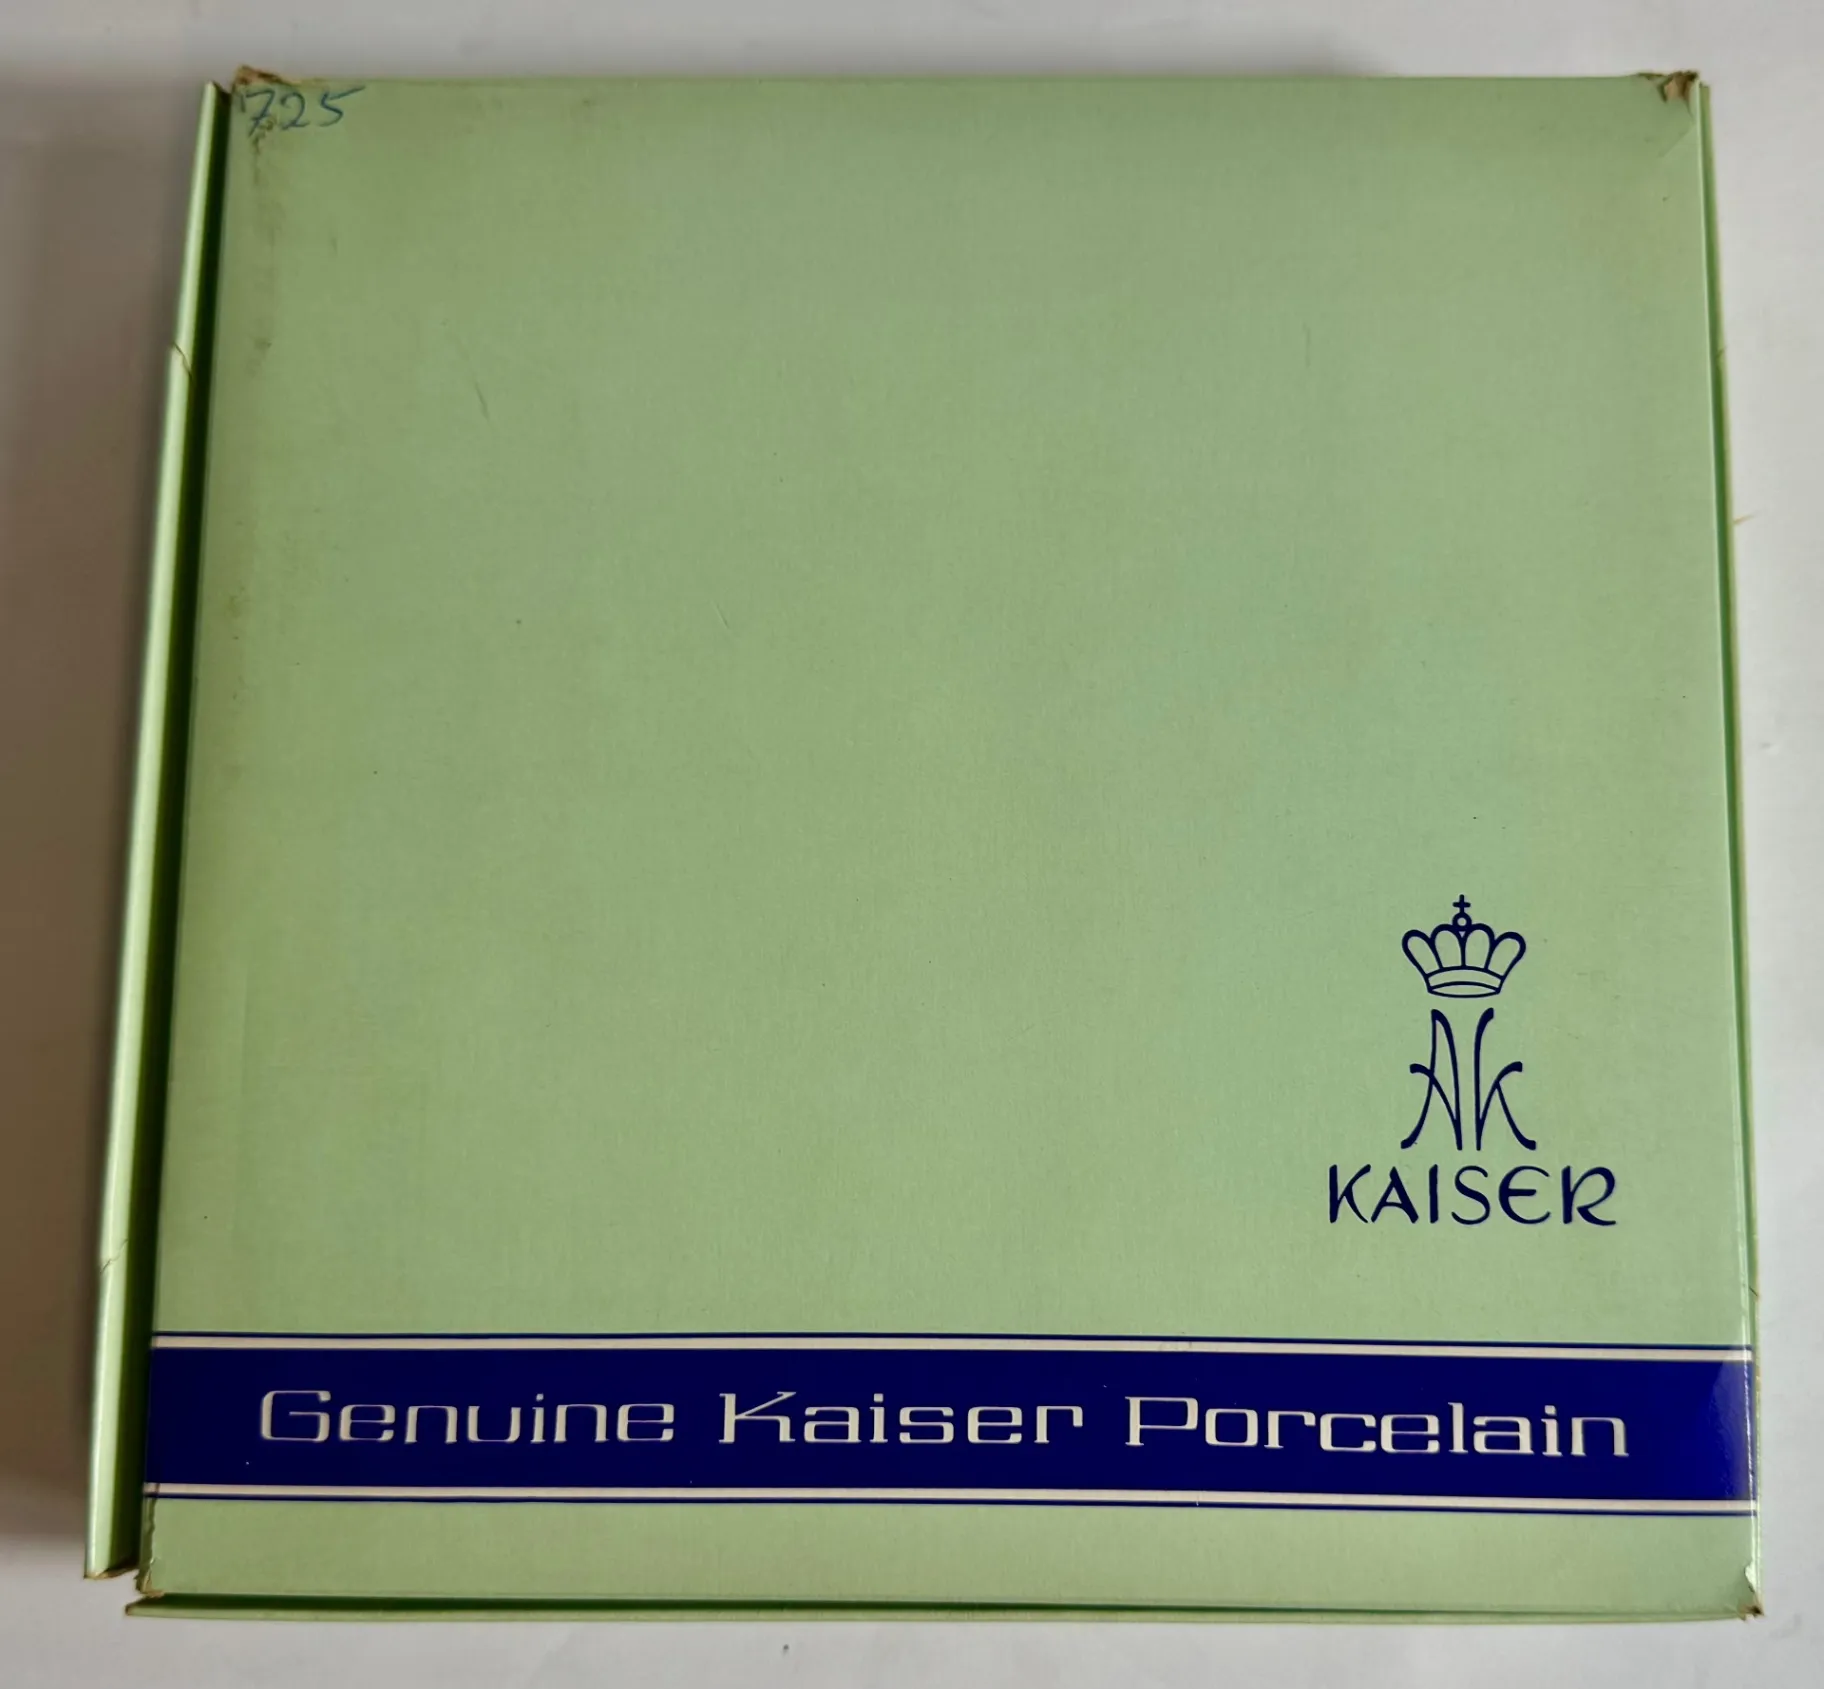 725
AK
KAISER
Genuine Kaiser Porcelain